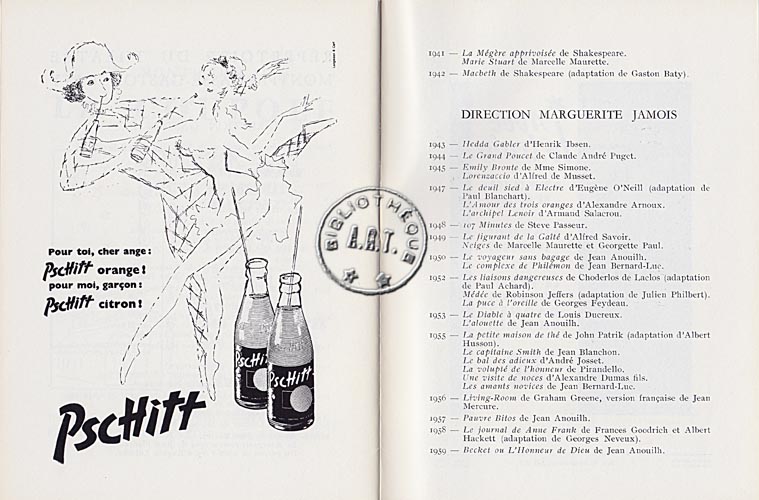 Pour toi, cher ange:
Pschitt orange!
pour moi, garçon:
Pschitt citron!
Pschitt
Pschitt
Pschitt
BIBLIOTHÈQUE
A.R.T.
1941 — La Mégère apprivoisée de Shakespeare.
Marie Stuart de Marcelle Maurette.
1942 — Macbeth de Shakespeare (adaptation de Gaston Baty).
DIRECTION MARGUERITE JAMOIS
1943 — Hedda Gabler d'Henrik Ibsen.
1944 — Le Grand Poucet de Claude André Puget.
1945 — Emily Bronte de Mme Simone.
Lorenzaccio d'Alfred de Musset.
1947 — Le deuil sied à Electre d'Eugène O'Neill (adaptation de
Paul Blanchart).
L'Amour des trois oranges d'Alexandre Arnoux.
L'archipel Lenoir d'Armand Salacrou.
1948 — 107 Minutes de Steve Passeur.
1949 — Le figurant de la Gaîté d'Alfred Savoir.
Neiges de Marcelle Maurette et Georgette Paul.
1950 — Le voyageur sans bagage de Jean Anouilh.
Le complexe de Philémon de Jean Bernard-Luc.
1952 — Les liaisons dangereuses de Choderlos de Laclos (adaptation
de Paul Achard).
Médée de Robinson Jeffers (adaptation de Julien Philbert).
La puce à l'oreille de Georges Feydeau.
1953 — Le Diable à quatre de Louis Ducreux.
L'alouette de Jean Anouilh.
1955 — La petite maison de thé de John Patrik (adaptation d'Albert
Husson).
Le capitaine Smith de Jean Blanchon.
Le bal des adieux d'André Josset.
La volupté de l'honneur de Pirandello.
Une visite de noces d'Alexandre Dumas fils.
Les amants novices de Jean Bernard-Luc.
1956 — Living-Room de Graham Greene, version française de Jean
Mercure.
1957 — Pauvre Bitos de Jean Anouilh.
1958 — Le journal de Anne Frank de Frances Goodrich et Albert
Hackett (adaptation de Georges Neveux).
1959 — Becket ou L'Honneur de Dieu de Jean Anouilh.